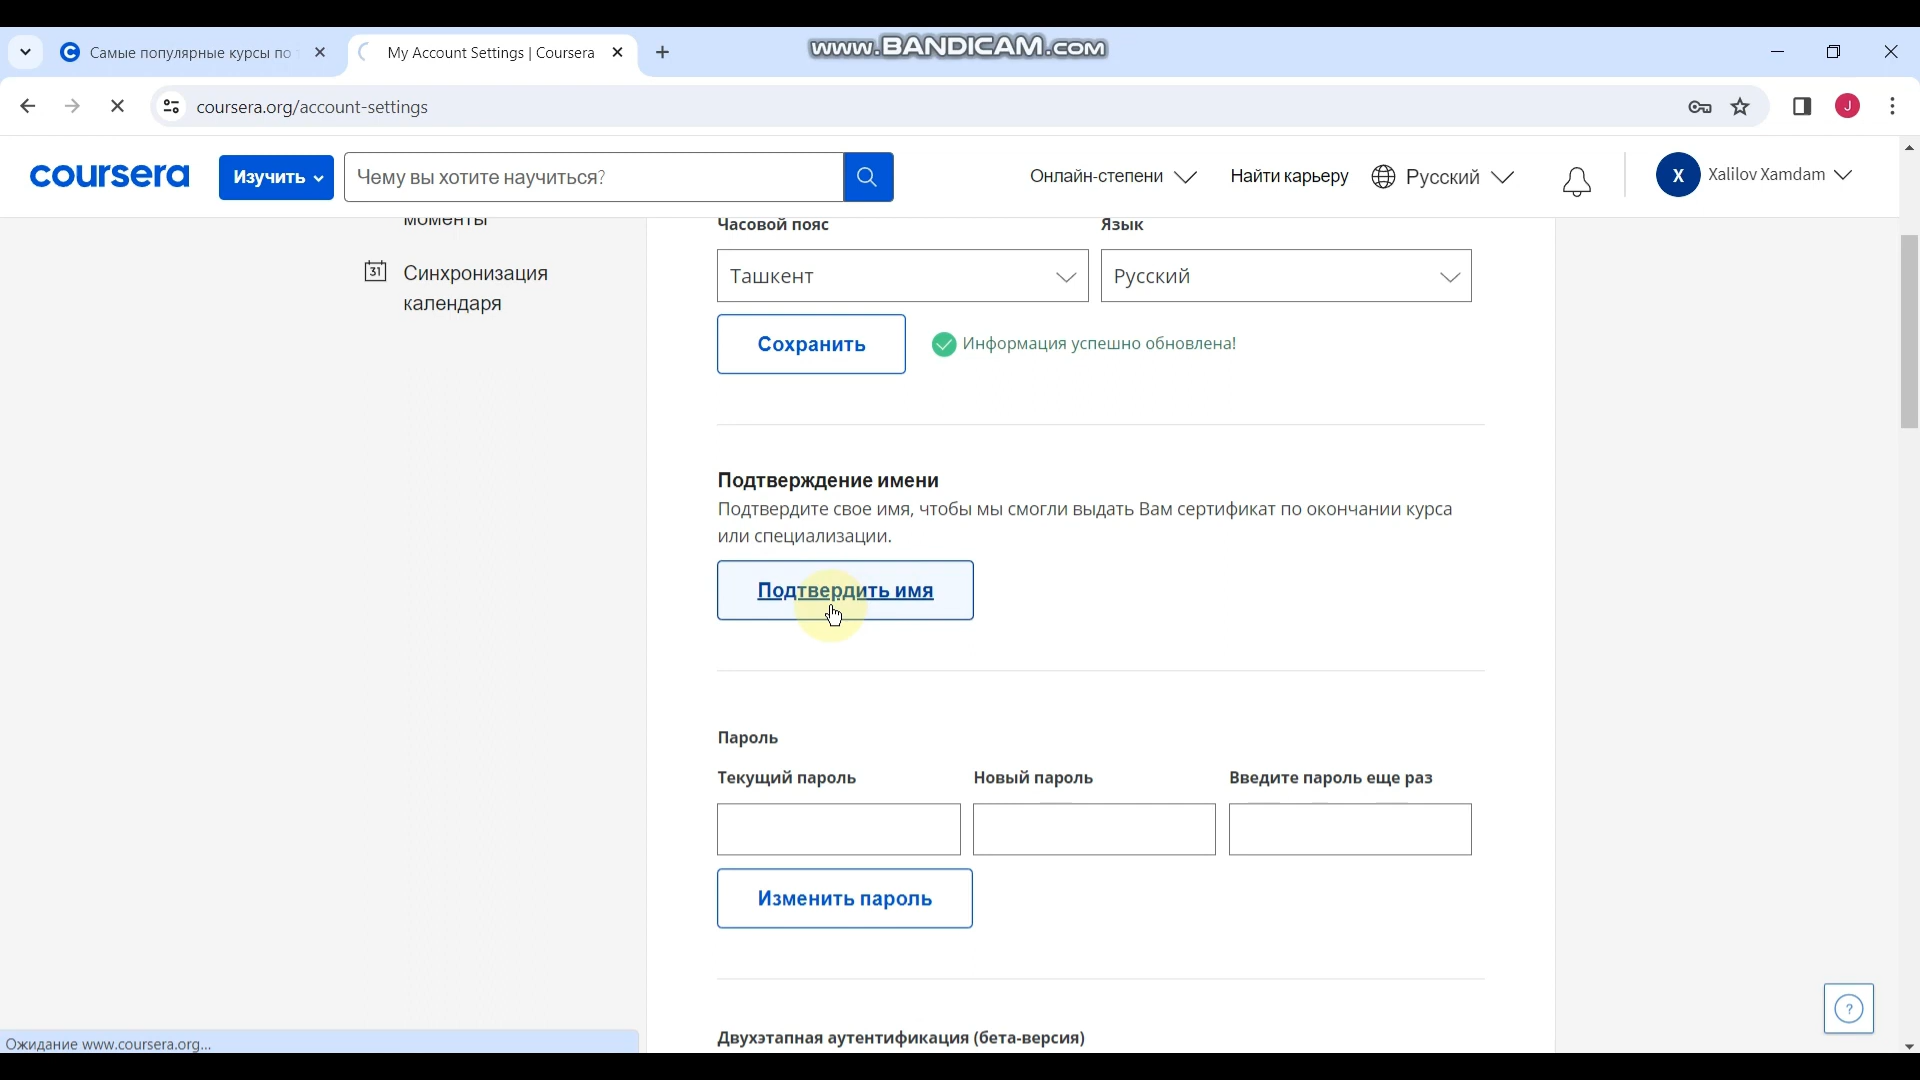 Самые популярные курсы по
My Account Settings | Coursera
www.BANDICAM.com
coursera.org/account-settings
J
coursera
Изучить
Чему вы хотите научиться?
Онлайн-степени
Найти карьеру
Русский
X
Xalilov Xamdam
моменты
31
Синхронизация
календаря
Часовой пояс
Язык
Ташкент
Русский
Сохранить
Информация успешно обновлена!
Подтверждение имени
Подтвердите свое имя, чтобы мы смогли выдать Вам сертификат по окончании курса
или специализации.
Подтвердить имя
Пароль
Текущий пароль
Новый пароль
Введите пароль еще раз
Изменить пароль
Двухэтапная аутентификация (бета-версия)
?
Ожидание www.coursera.org...